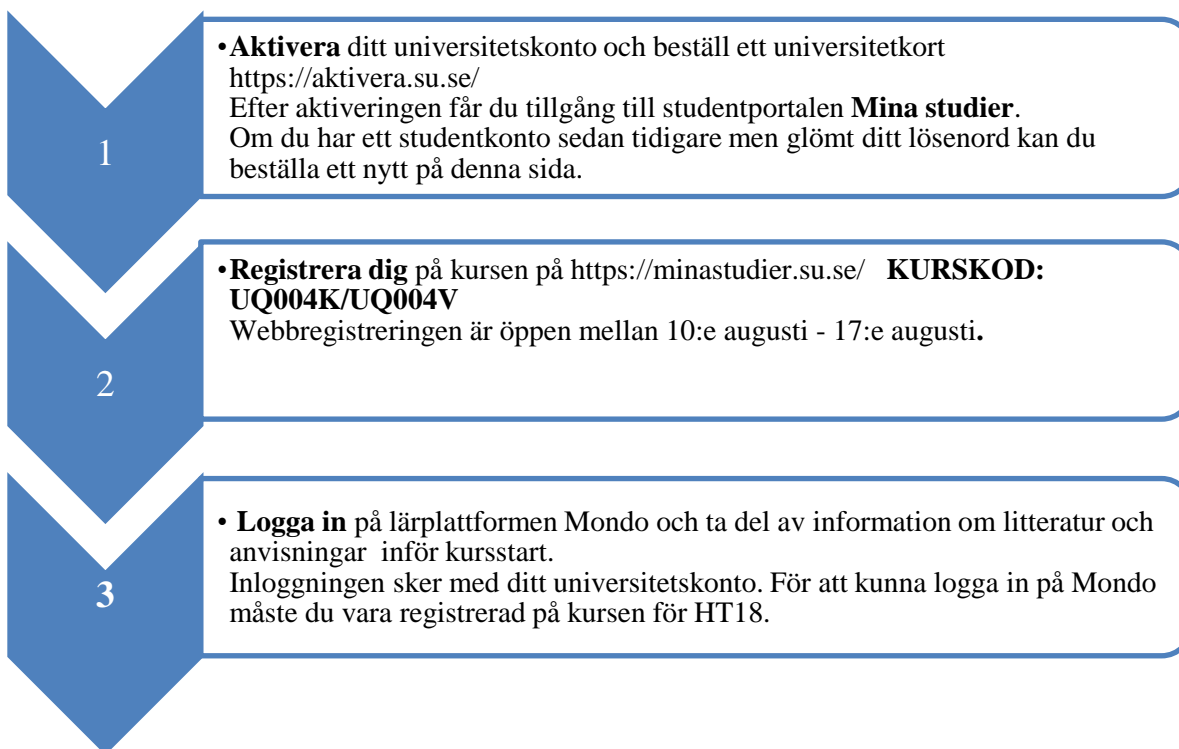 1
•Aktivera ditt universitetskonto och beställ ett universitetkort
https://aktivera.su.se/
Efter aktiveringen får du tillgång till studentportalen Mina studier.
Om du har ett studentkonto sedan tidigare men glömt ditt lösenord kan du
beställa ett nytt på denna sida.
2
•Registrera dig på kursen på https://minastudier.su.se/ KURSKOD:
UQ004K/UQ004V
Webbregistreringen är öppen mellan 10:e augusti - 17:e augusti.
3
• Logga in på lärplattformen Mondo och ta del av information om litteratur och
anvisningar inför kursstart.
Inloggningen sker med ditt universitetskonto. För att kunna logga in på Mondo
måste du vara registrerad på kursen för HT18.